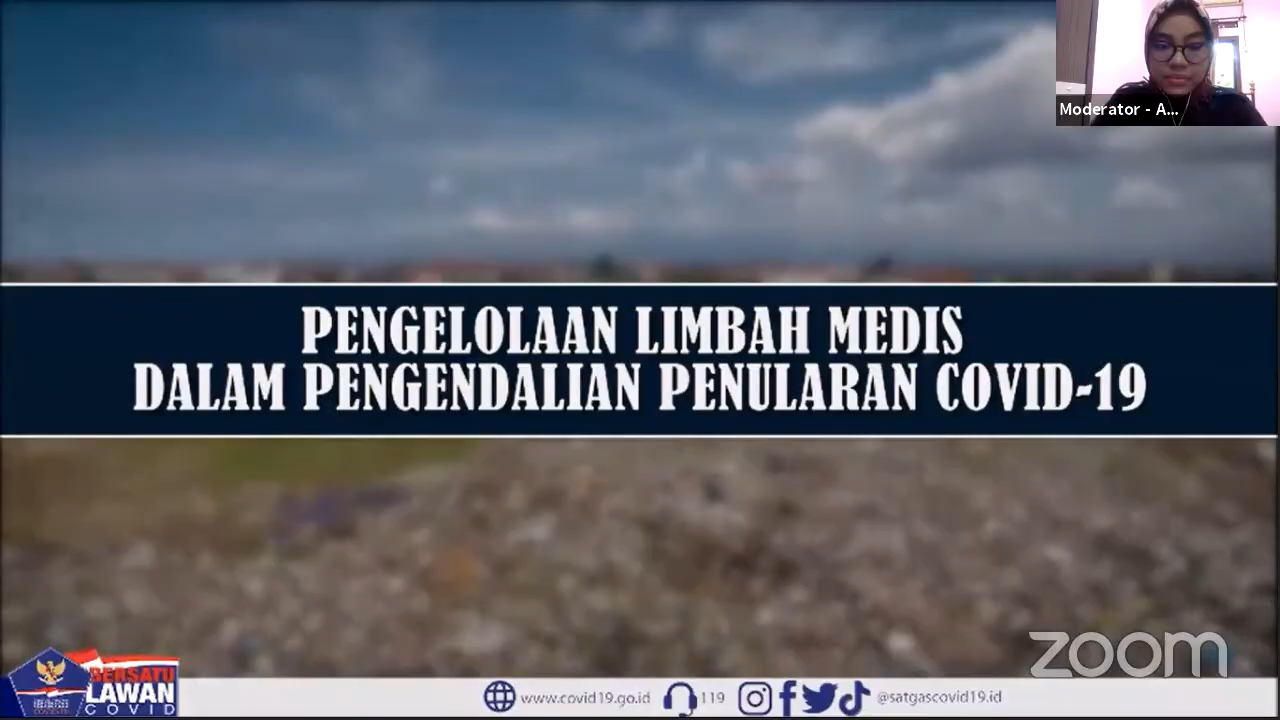 Moderator - A...
PENGELOLAAN LIMBAH MEDIS
DALAM PENGENDALIAN PENULARAN COVID-19
zoom
BERSATU
LAWAN
COVID
www.covid19.go.id
119
@satgascovid19.id